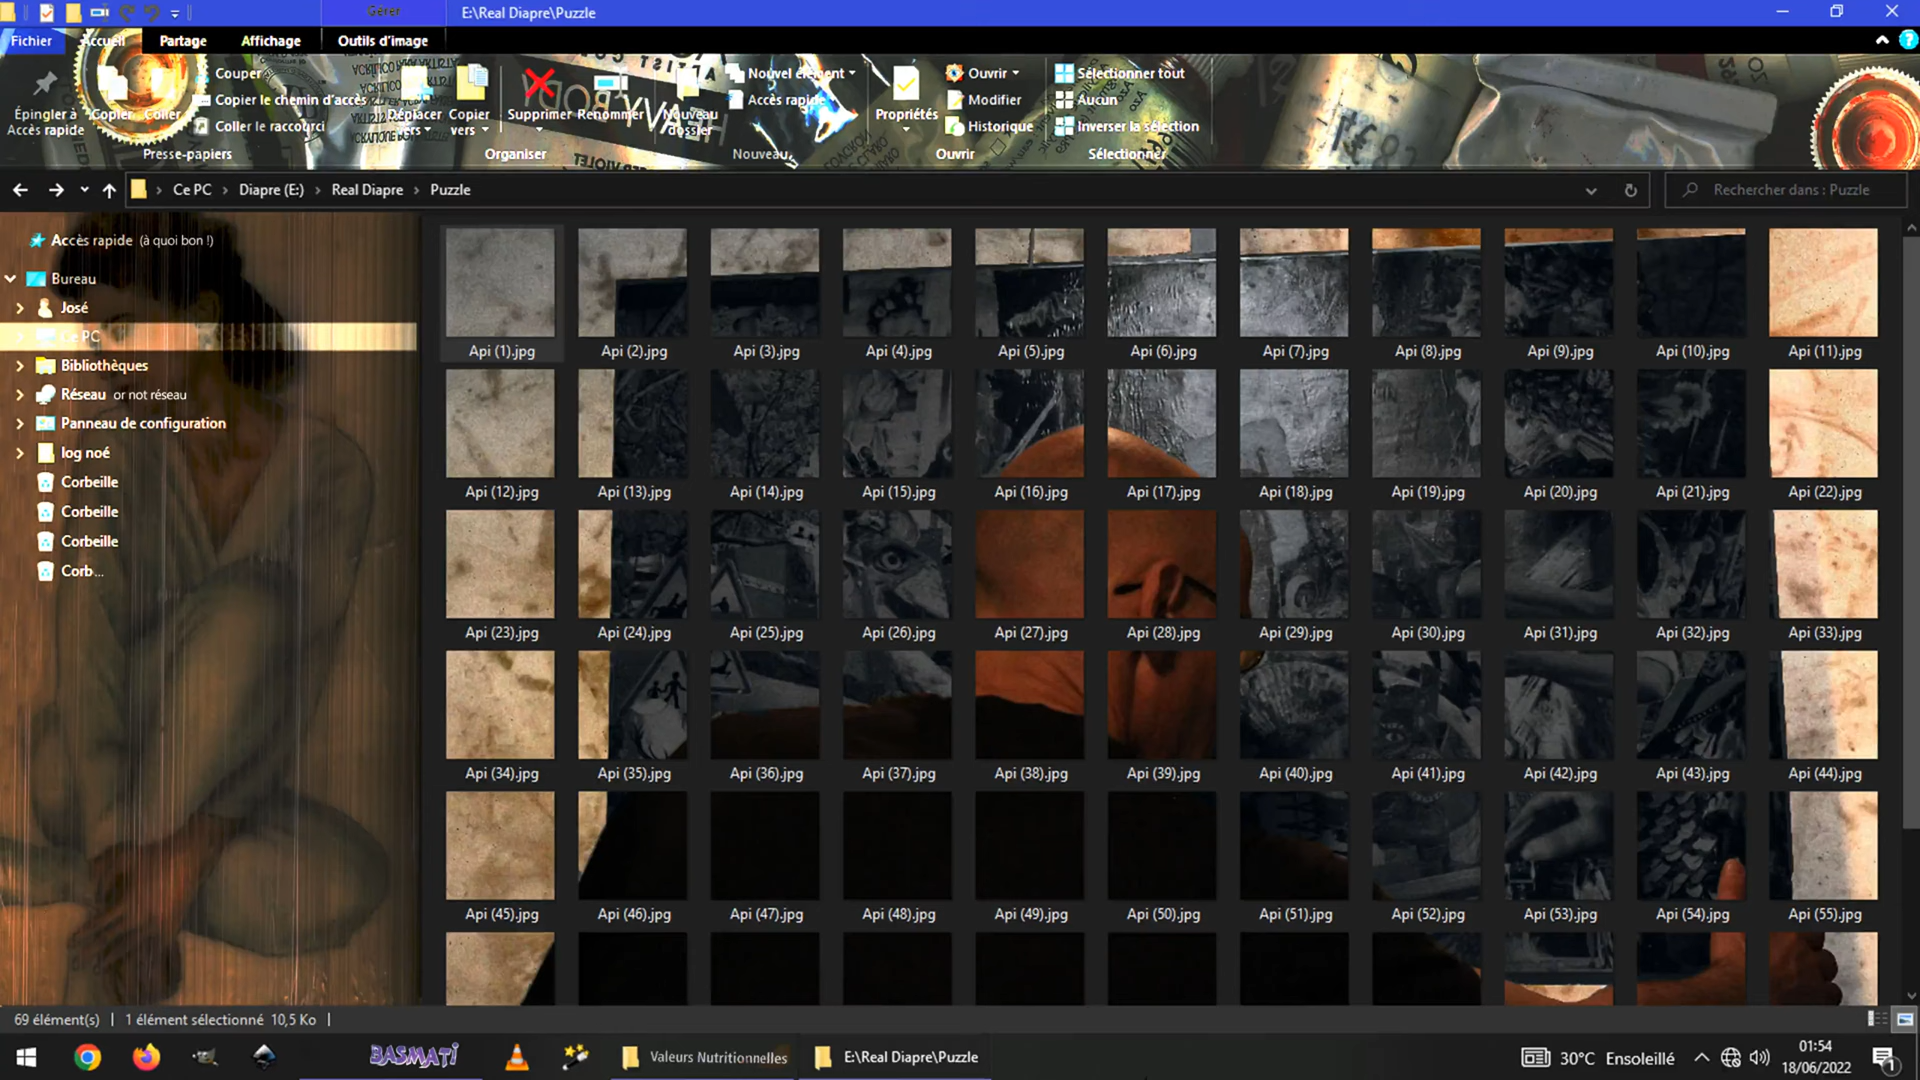 Gérer
E:\Real Diapre\Puzzle
Fichier
Accueil
Partage
Affichage
Outils d'image
Épingler à
Accès rapide
Copier
Coller
Couper
Copier le chemin d'accès
Coller le raccourci
Presse-papiers
Déplacer
vers
Copier
vers
Supprimer
Renommer
Organiser
Nouveau
dossier
Nouvel élément
Accès rapide
Nouveau
Propriétés
Ouvrir
Modifier
Historique
Ouvrir
Sélectionner tout
Aucun
Inverser la sélection
Sélectionner
Ce PC
Diapre (E:)
Real Diapre
Puzzle
Rechercher dans : Puzzle
Accès rapide (à quoi bon !)
Bureau
José
Ce PC
Bibliothèques
Réseau or not réseau
Panneau de configuration
log noé
Corbeille
Corbeille
Corbeille
Corb...
Api (1).jpg
Api (2).jpg
Api (3).jpg
Api (4).jpg
Api (5).jpg
Api (6).jpg
Api (7).jpg
Api (8).jpg
Api (9).jpg
Api (10).jpg
Api (11).jpg
Api (12).jpg
Api (13).jpg
Api (14).jpg
Api (15).jpg
Api (16).jpg
Api (17).jpg
Api (18).jpg
Api (19).jpg
Api (20).jpg
Api (21).jpg
Api (22).jpg
Api (23).jpg
Api (24).jpg
Api (25).jpg
Api (26).jpg
Api (27).jpg
Api (28).jpg
Api (29).jpg
Api (30).jpg
Api (31).jpg
Api (32).jpg
Api (33).jpg
Api (34).jpg
Api (35).jpg
Api (36).jpg
Api (37).jpg
Api (38).jpg
Api (39).jpg
Api (40).jpg
Api (41).jpg
Api (42).jpg
Api (43).jpg
Api (44).jpg
Api (45).jpg
Api (46).jpg
Api (47).jpg
Api (48).jpg
Api (49).jpg
Api (50).jpg
Api (51).jpg
Api (52).jpg
Api (53).jpg
Api (54).jpg
Api (55).jpg
69 élément(s)
1 élément sélectionné 10,5 Ko
BASMATI
Valeurs Nutritionnelles
E:\Real Diapre\Puzzle
30°C Ensoleillé
01:54
18/06/2022
1